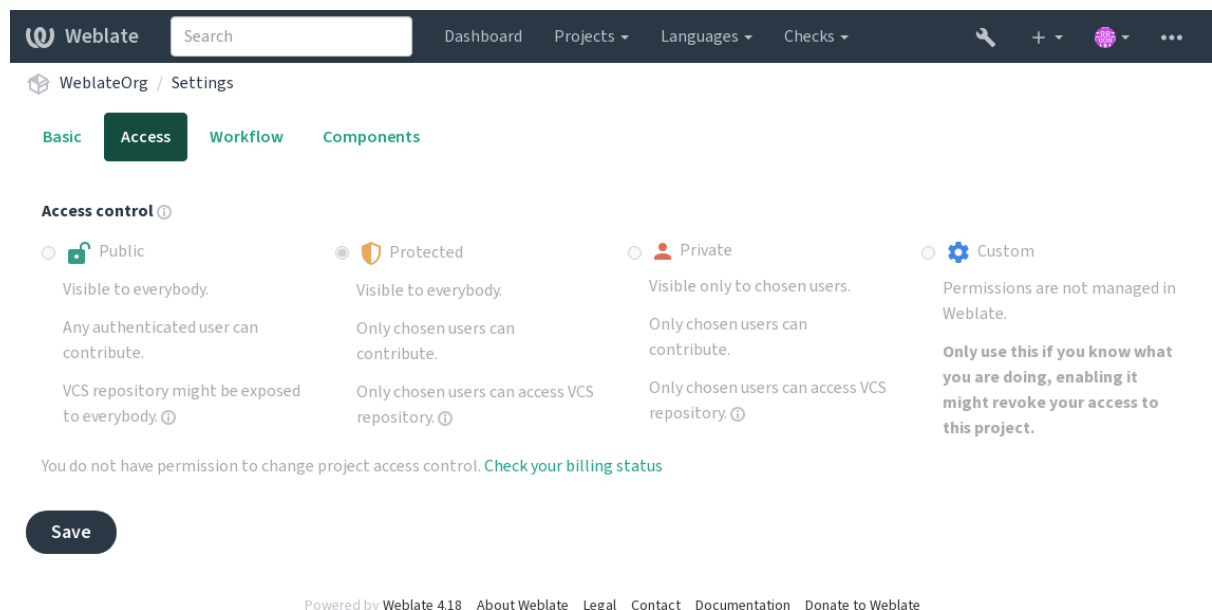 Weblate
Search
Dashboard
Projects
Languages
Checks
WeblateOrg / Settings
Basic
Access
Workflow
Components
Access control
Public
Visible to everybody.
Any authenticated user can
contribute.
VCS repository might be exposed
to everybody.
Protected
Visible to everybody.
Only chosen users can
contribute.
Only chosen users can access VCS
repository.
Private
Visible only to chosen users.
Only chosen users can
contribute.
Only chosen users can access VCS
repository.
Custom
Permissions are not managed in
Weblate.
Only use this if you know what
you are doing, enabling it
might revoke your access to
this project.
You do not have permission to change project access control. Check your billing status
Save
Powered by Weblate 4.18 About Weblate Legal Contact Documentation Donate to Weblate